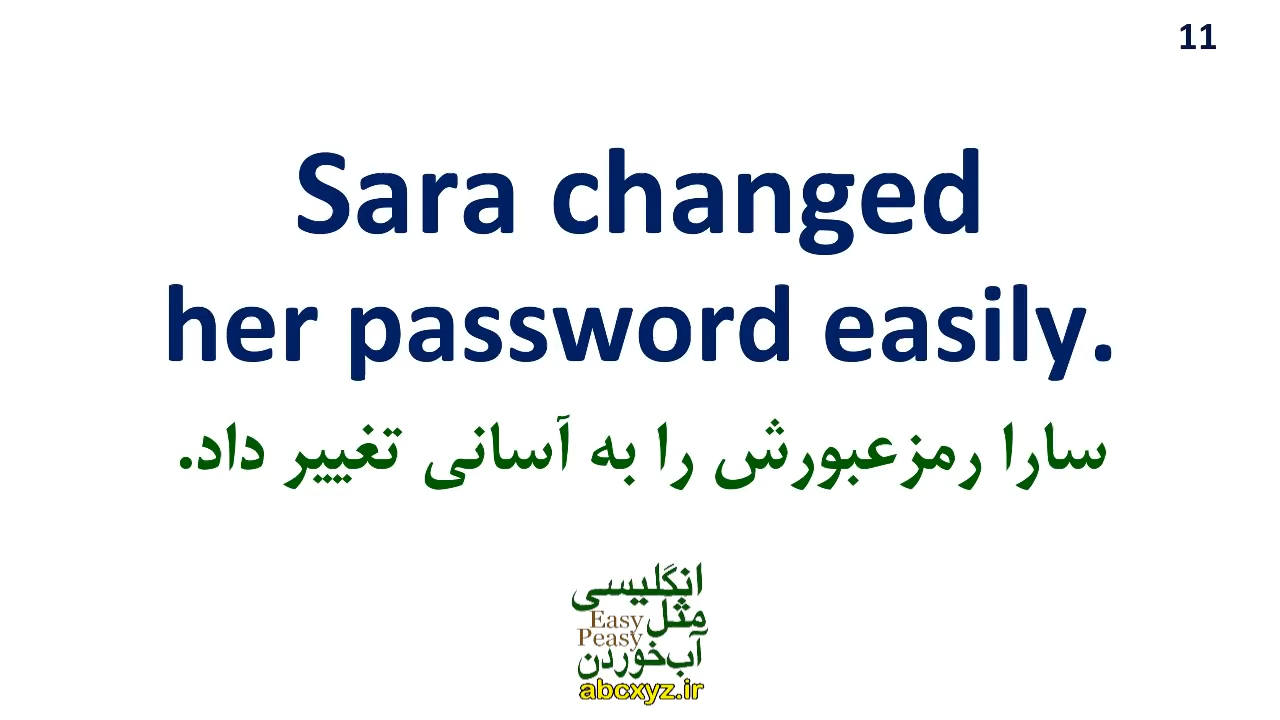 11
Sara changed
her password easily.
سارا رمزعبورش را به آسانی تغییر داد.
انگلیسی
مثل
Easy
Peasy
آب‌خوردن
abcxyz.ir